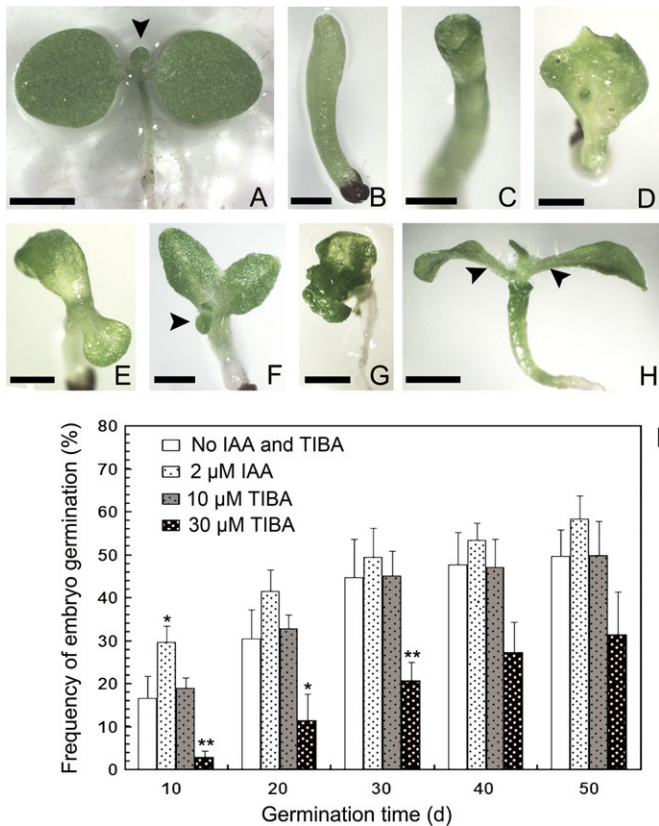 A
B
C
D
E
F
G
H
Frequency of embryo germination (%)
80
70
60
50
40
30
20
10
0
No IAA and TIBA
2 µM IAA
10 µM TIBA
30 µM TIBA
*
**
*
**
10 20 30 40 50
Germination time (d)